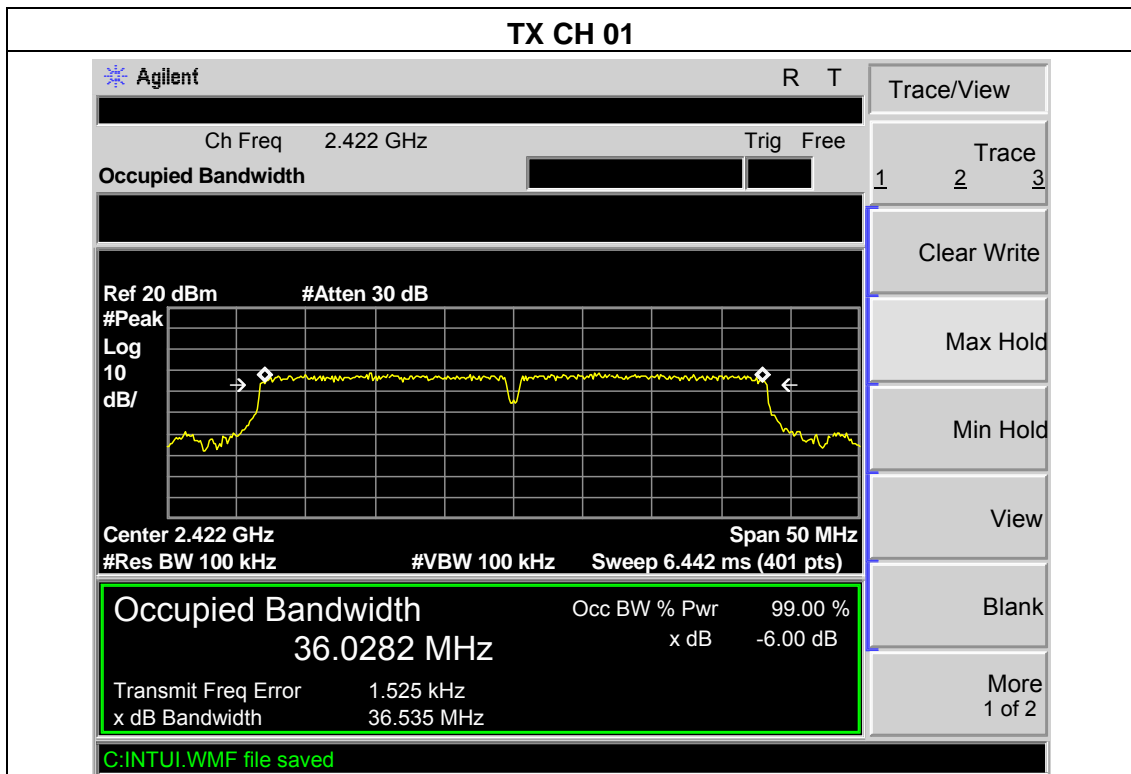 TX CH 01
Agilent R T
Trace/View
Ch Freq 2.422 GHz Trig Free
Occupied Bandwidth
Trace
1 2 3
Clear Write
Ref 20 dBm #Atten 30 dB
#Peak
Log
10
dB/
Max Hold
Min Hold
View
Center 2.422 GHz Span 50 MHz
#Res BW 100 kHz #VBW 100 kHz Sweep 6.442 ms (401 pts)
Occupied Bandwidth Occ BW % Pwr 99.00 %
36.0282 MHz x dB -6.00 dB
Blank
Transmit Freq Error 1.525 kHz
x dB Bandwidth 36.535 MHz
More
1 of 2
C:INTUI.WMF file saved